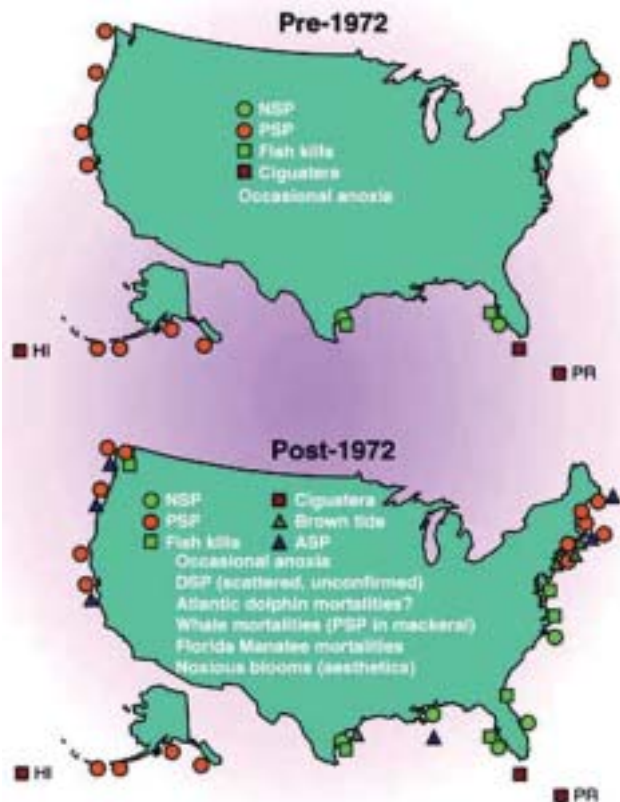 Pre-1972
NSP
PSP
Fish kills
Ciguatera
Occasional anoxia
HI
PR
Post-1972
NSP
PSP
Fish kills
Ciguatera
Brown tide
ASP
Occasional anoxia
DSP (scattered, unconfirmed)
Atlantic dolphin mortalities?
Whale mortalities (PSP in mackeral)
Florida Manatee mortalities
Noxious blooms (aesthetics)
HI
PR